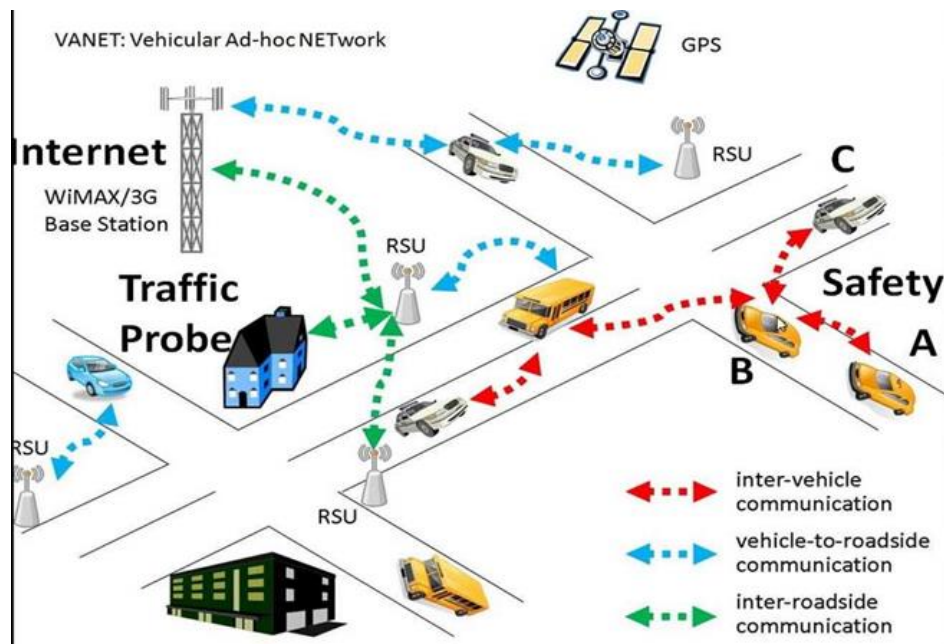 VANET: Vehicular Ad-hoc NETwork
GPS
Internet
WiMAX/3G
Base Station
RSU
C
RSU
Traffic
Probe
Safety
A
B
RSU
RSU
inter-vehicle
communication
vehicle-to-roadside
communication
inter-roadside
communication